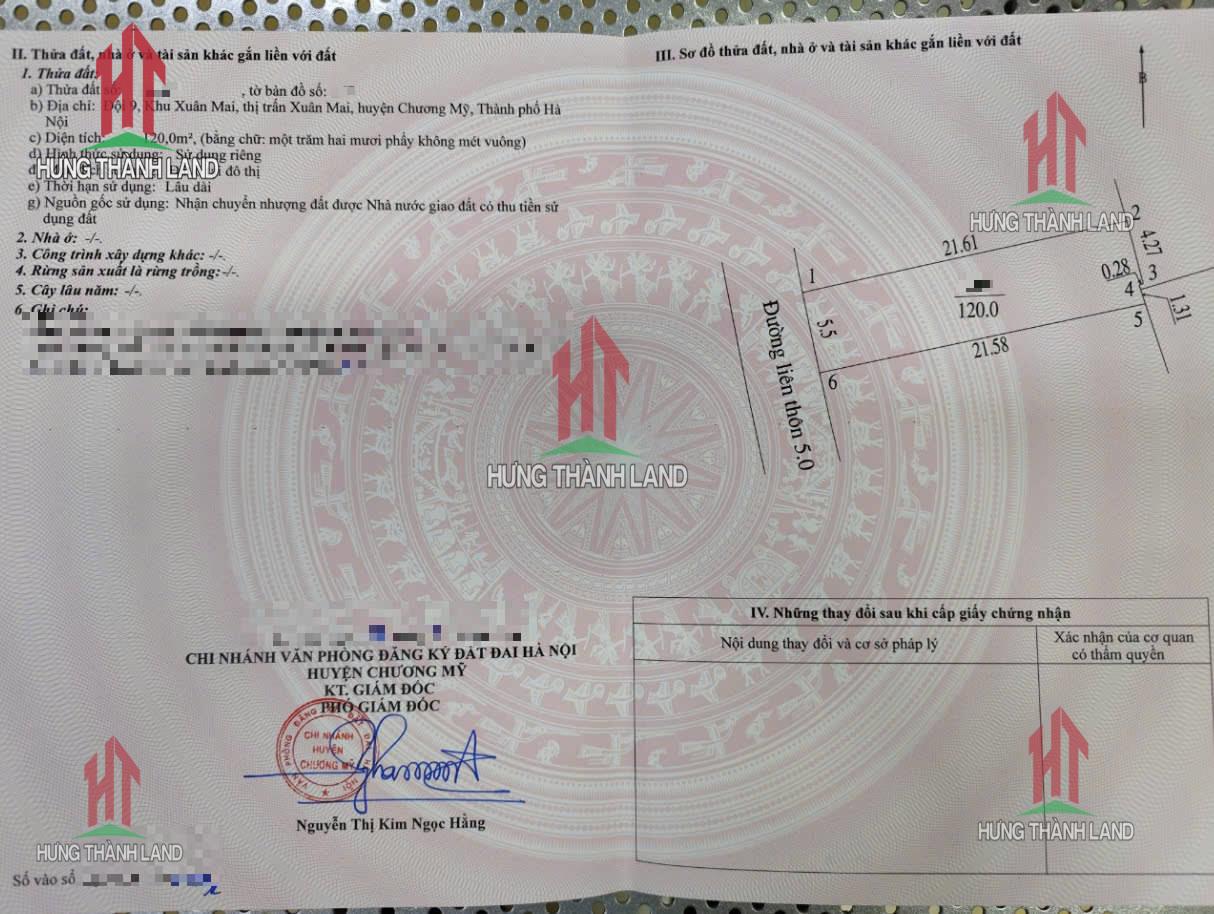 II. Thửa đất, nhà ở và tài sản khác gắn liền với đất
1. Thửa đất:
a) Thửa đất số: , tờ bản đồ số:
b) Địa chỉ: Đội 9, Khu Xuân Mai, thị trấn Xuân Mai, huyện Chương Mỹ, Thành phố Hà
Nội
c) Diện tích: 120,0m², (bằng chữ: một trăm hai mươi phẩy không mét vuông)
d) Hình thức sử dụng: Sử dụng riêng
đô thị
e) Thời hạn sử dụng: Lâu dài
g) Nguồn gốc sử dụng: Nhận chuyển nhượng đất được Nhà nước giao đất có thu tiền sử
dụng đất
2. Nhà ở: -/-.
3. Công trình xây dựng khác: -/-.
4. Rừng sản xuất là rừng trồng: -/-.
5. Cây lâu năm: -/-.
6. Ghi chú:
CHI NHÁNH VĂN PHÒNG ĐĂNG KÝ ĐẤT ĐAI HÀ NỘI
HUYỆN CHƯƠNG MỸ
KT. GIÁM ĐỐC
PHÓ GIÁM ĐỐC
VĂN PHÒNG ĐĂNG KÝ ĐẤT ĐAI HÀ NỘI
CHI NHÁNH
HUYỆN
CHƯƠNG MỸ
Nguyễn Thị Kim Ngọc Hằng
Số vào sổ
III. Sơ đồ thửa đất, nhà ở và tài sản khác gắn liền với đất
B
1
21.61
2
4.27
0.28
3
4
1.31
5
120.0
5.5
21.58
6
Đường liên thôn 5.0
IV. Những thay đổi sau khi cấp giấy chứng nhận
Nội dung thay đổi và cơ sở pháp lý
Xác nhận của cơ quan
có thẩm quyền
HƯNG THÀNH LAND
HƯNG THÀNH LAND
HƯNG THÀNH LAND
HƯNG THÀNH LAND
HƯNG THÀNH LAND